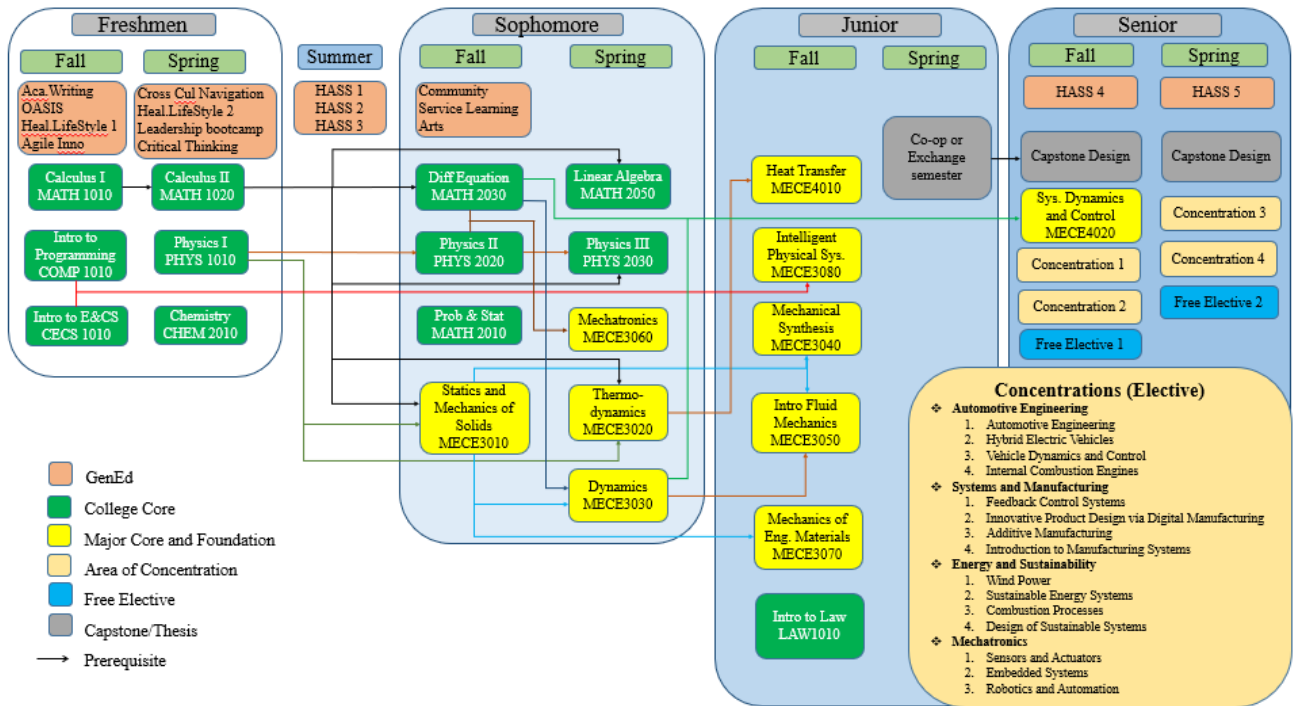 Freshmen
Fall
Spring
Aca.Writing
OASIS
Heal.LifeStyle 1
Agile Inno
Cross Cul Navigation
Heal.LifeStyle 2
Leadership bootcamp
Critical Thinking
Calculus I
MATH 1010
Calculus II
MATH 1020
Intro to
Programming
COMP 1010
Physics I
PHYS 1010
Intro to E&CS
CECS 1010
Chemistry
CHEM 2010
Summer
HASS 1
HASS 2
HASS 3
Sophomore
Fall
Spring
Community
Service Learning
Arts
Diff Equation
MATH 2030
Linear Algebra
MATH 2050
Physics II
PHYS 2020
Physics III
PHYS 2030
Prob & Stat
MATH 2010
Mechatronics
MECE3060
Statics and
Mechanics of
Solids
MECE3010
Thermo-
dynamics
MECE3020
Dynamics
MECE3030
Junior
Fall
Spring
Co-op or
Exchange
semester
Heat Transfer
MECE4010
Intelligent
Physical Sys.
MECE3080
Mechanical
Synthesis
MECE3040
Intro Fluid
Mechanics
MECE3050
Mechanics of
Eng. Materials
MECE3070
Intro to Law
LAW1010
Senior
Fall
Spring
HASS 4
HASS 5
Capstone Design
Capstone Design
Sys. Dynamics
and Control
MECE4020
Concentration 3
Concentration 1
Concentration 4
Concentration 2
Free Elective 2
Free Elective 1
Concentrations (Elective)
❖ Automotive Engineering
1. Automotive Engineering
2. Hybrid Electric Vehicles
3. Vehicle Dynamics and Control
4. Internal Combustion Engines
❖ Systems and Manufacturing
1. Feedback Control Systems
2. Innovative Product Design via Digital Manufacturing
3. Additive Manufacturing
4. Introduction to Manufacturing Systems
❖ Energy and Sustainability
1. Wind Power
2. Sustainable Energy Systems
3. Combustion Processes
4. Design of Sustainable Systems
❖ Mechatronics
1. Sensors and Actuators
2. Embedded Systems
3. Robotics and Automation
GenEd
College Core
Major Core and Foundation
Area of Concentration
Free Elective
Capstone/Thesis
Prerequisite